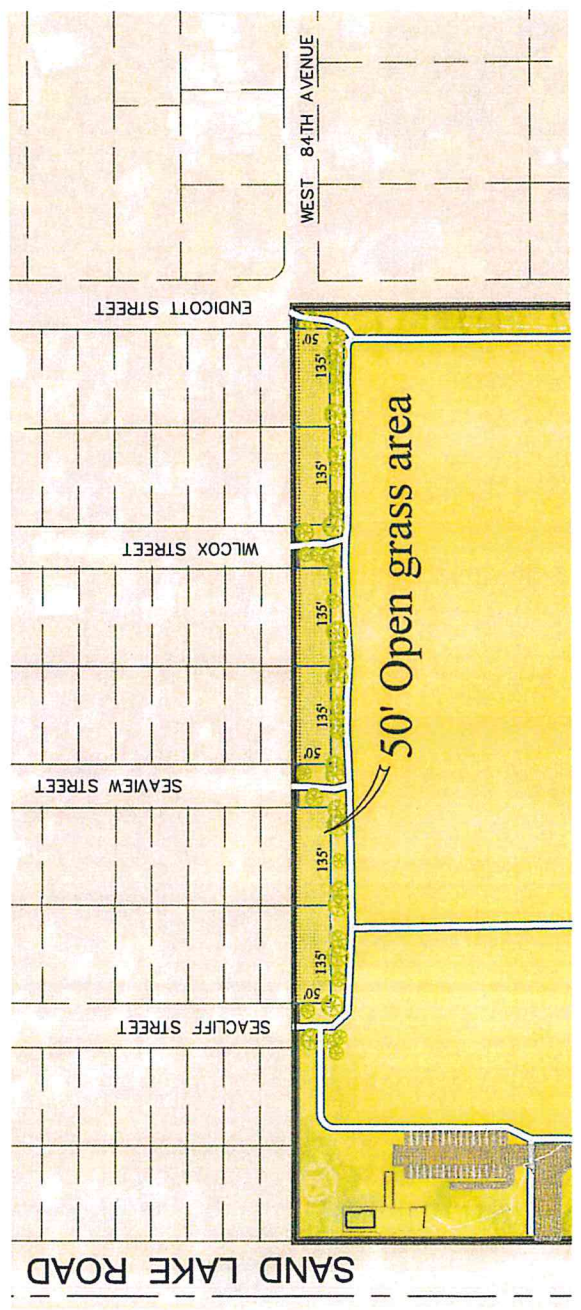 WEST 84TH AVENUE
ENDICOTT STREET
50'
135'
135'
WILCOX STREET
135'
135'
50'
SEAVIEW STREET
135'
135'
50'
SEACLIFF STREET
50' Open grass area
SAND LAKE ROAD